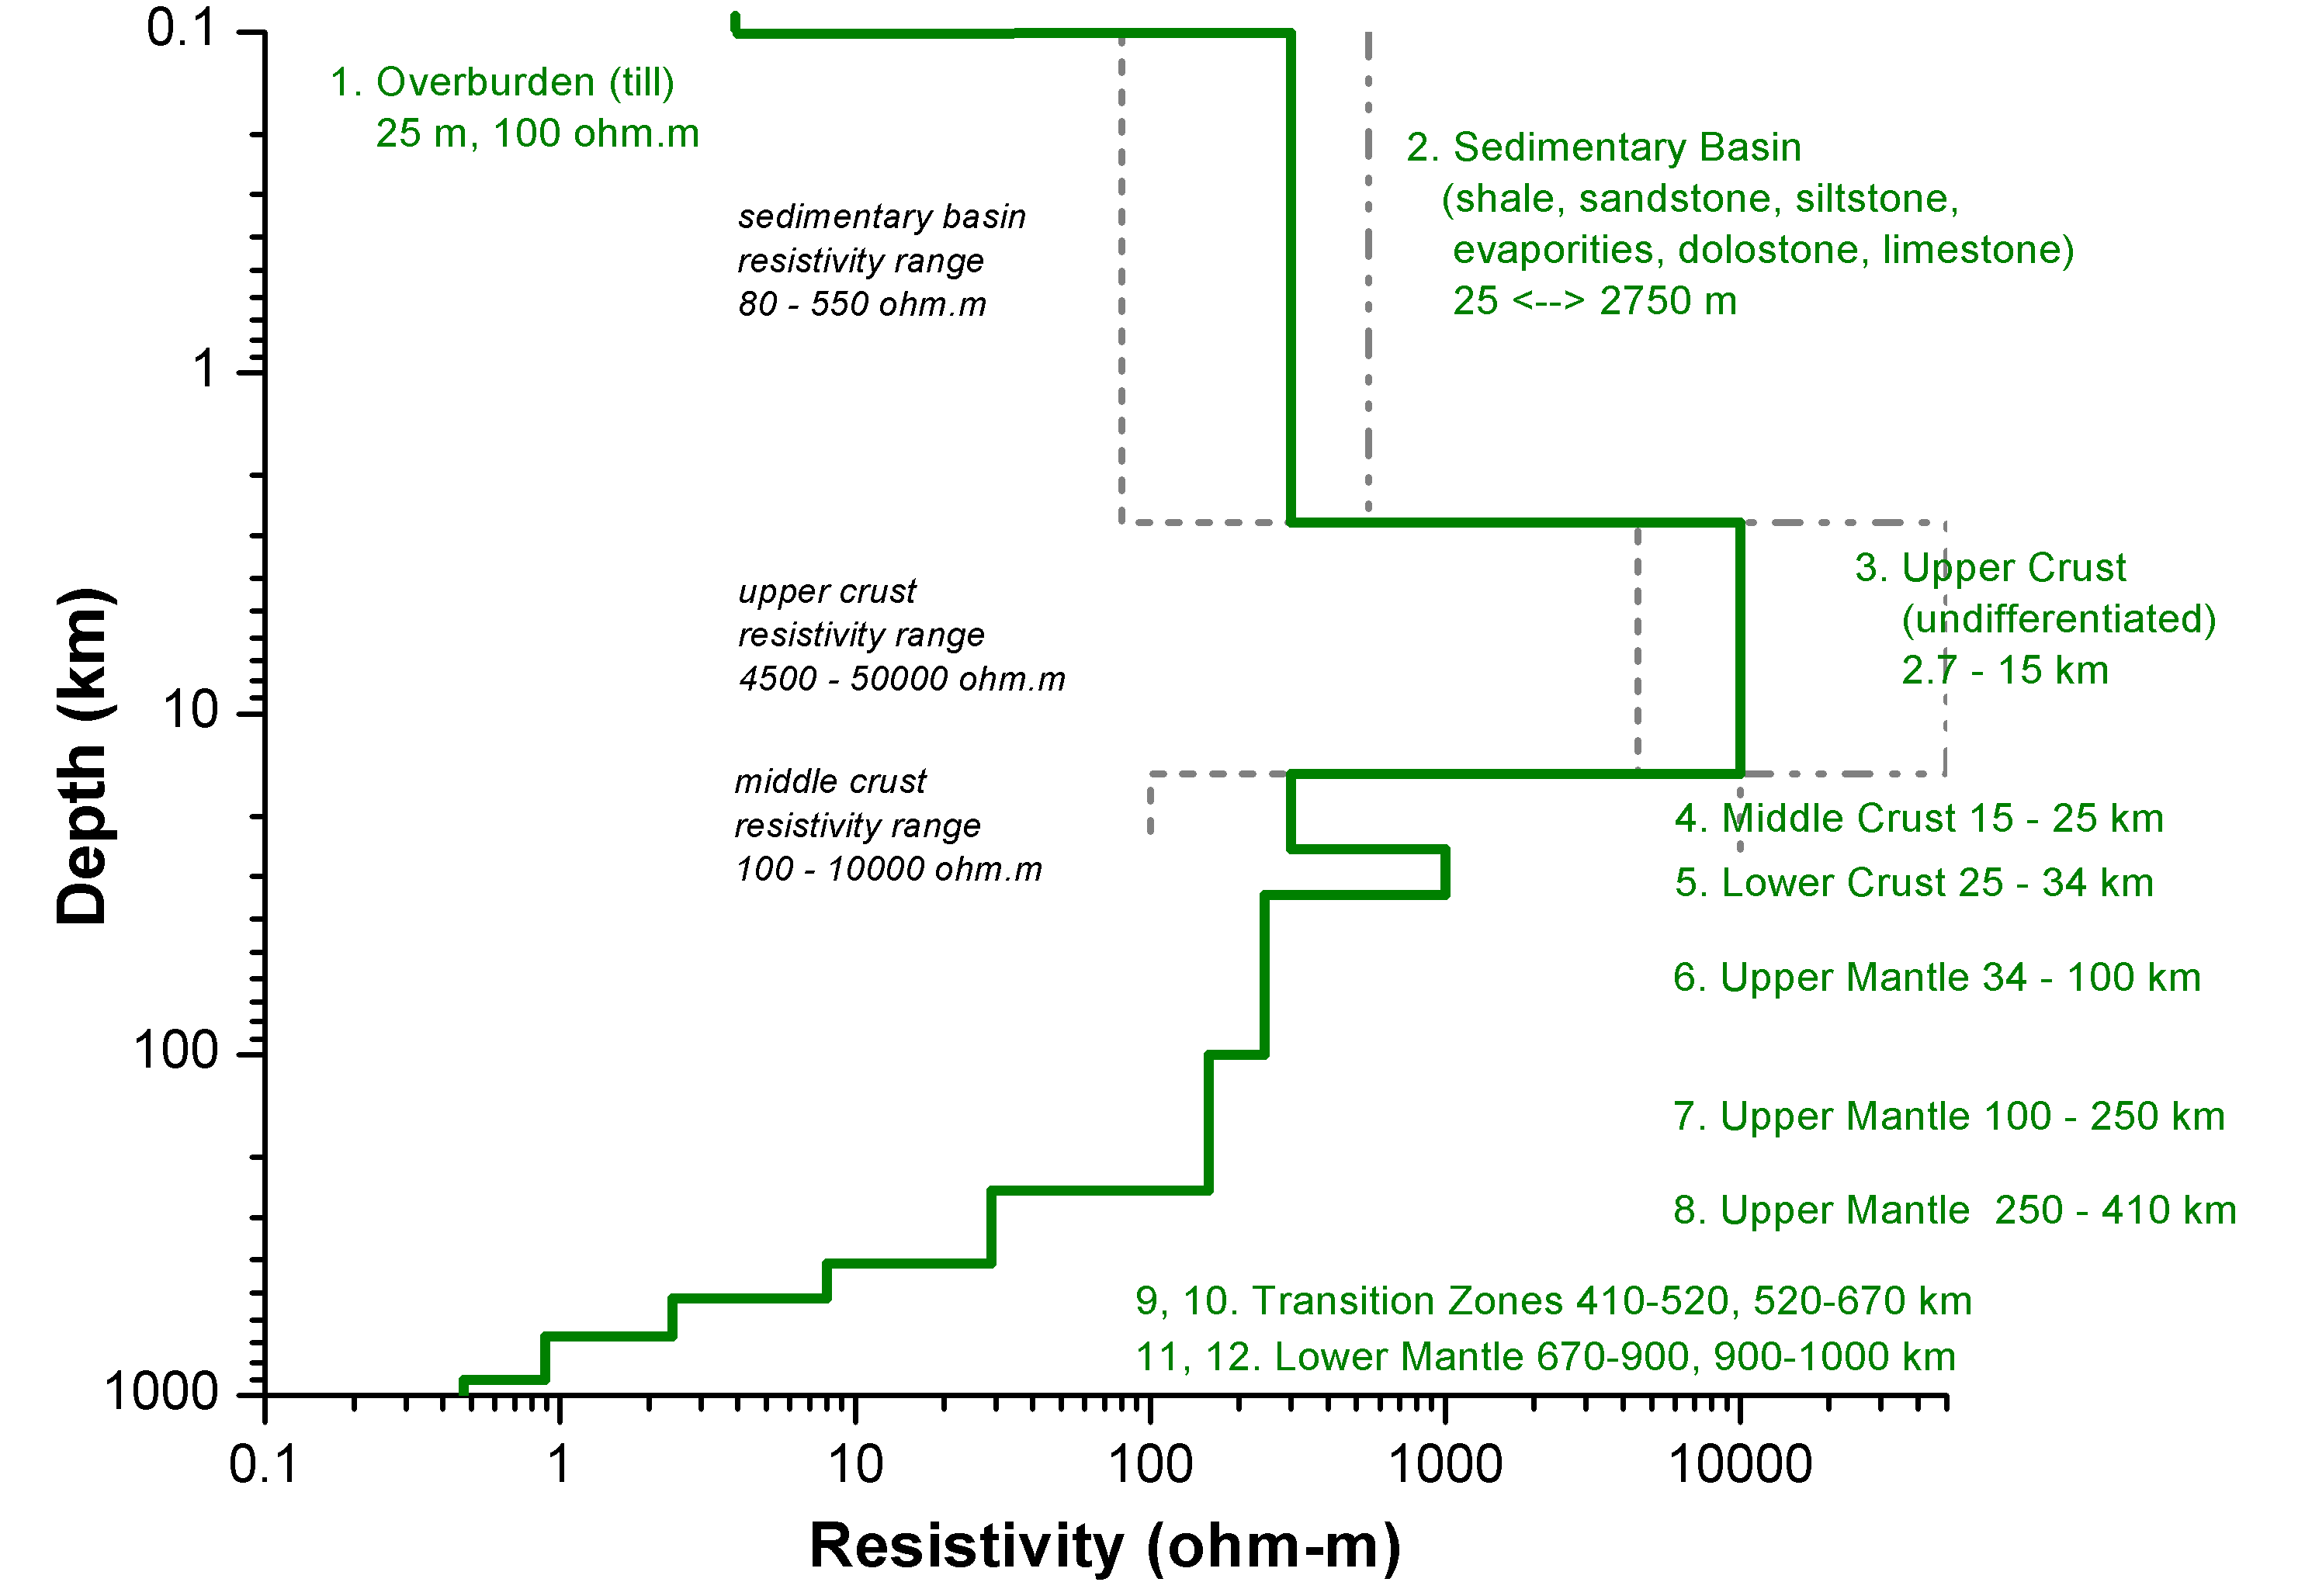 0.1
1. Overburden (till)
25 m, 100 ohm.m
2. Sedimentary Basin
(shale, sandstone, siltstone,
evaporities, dolostone, limestone)
25 <--> 2750 m
sedimentary basin
resistivity range
80 - 550 ohm.m
1
3. Upper Crust
(undifferentiated)
2.7 - 15 km
upper crust
resistivity range
4500 - 50000 ohm.m
10
middle crust
resistivity range
100 - 10000 ohm.m
4. Middle Crust 15 - 25 km
5. Lower Crust 25 - 34 km
Depth (km)
6. Upper Mantle 34 - 100 km
100
7. Upper Mantle 100 - 250 km
8. Upper Mantle  250 - 410 km
9, 10. Transition Zones 410-520, 520-670 km
11, 12. Lower Mantle 670-900, 900-1000 km
1000
0.1 1 10 100 1000 10000
Resistivity (ohm-m)